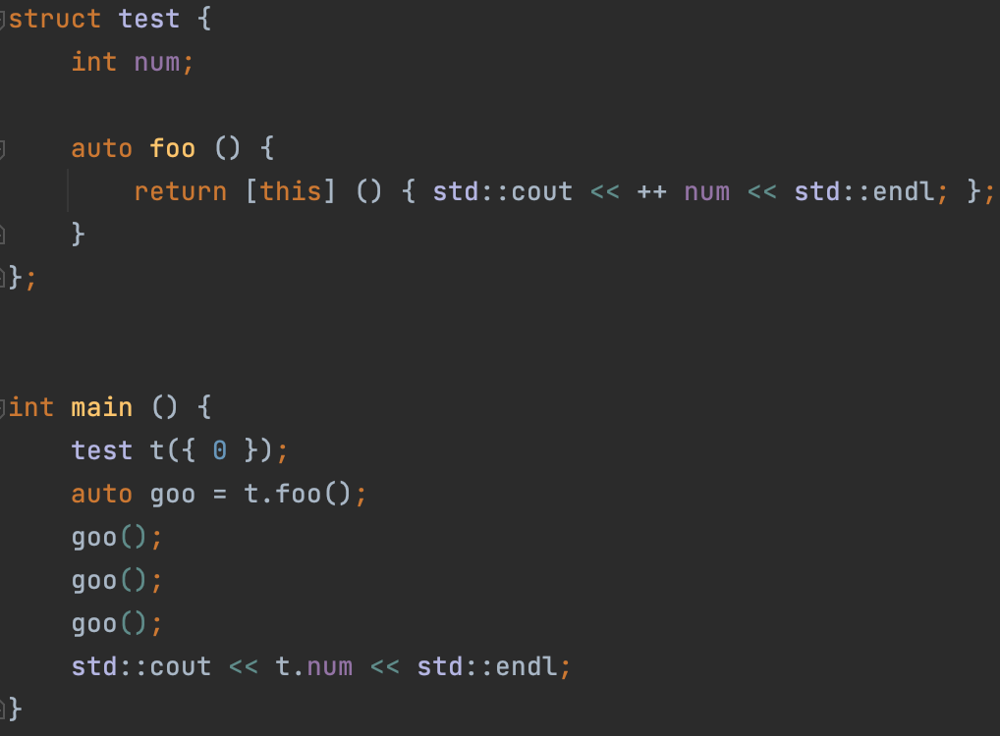 struct test {
    int num;
    auto foo () {
        return [this] () { std::cout << ++ num << std::endl; };
    }
};
int main () {
    test t({ 0 });
    auto goo = t.foo();
    goo();
    goo();
    goo();
    std::cout << t.num << std::endl;
}